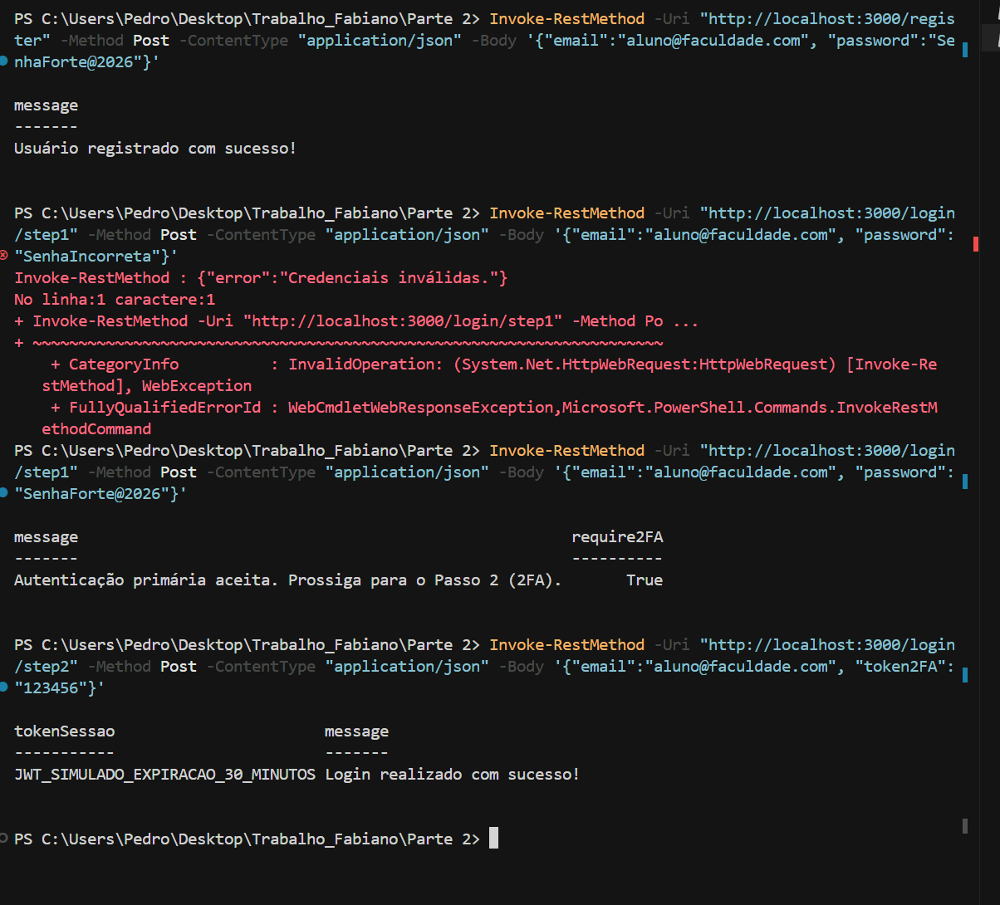 PS C:\Users\Pedro\Desktop\Trabalho_Fabiano\Parte 2> Invoke-RestMethod -Uri "http://localhost:3000/regis
ter" -Method Post -ContentType "application/json" -Body '{"email":"aluno@faculdade.com", "password":"Se
nhaForte@2026"}'
message
-------
Usuário registrado com sucesso!
PS C:\Users\Pedro\Desktop\Trabalho_Fabiano\Parte 2> Invoke-RestMethod -Uri "http://localhost:3000/login
/step1" -Method Post -ContentType "application/json" -Body '{"email":"aluno@faculdade.com", "password":
"SenhaIncorreta"}'
Invoke-RestMethod : {"error":"Credenciais inválidas."}
No linha:1 caractere:1
+ Invoke-RestMethod -Uri "http://localhost:3000/login/step1" -Method Po ...
+ ~~~~~~~~~~~~~~~~~~~~~~~~~~~~~~~~~~~~~~~~~~~~~~~~~~~~~~~~~~~~~~~~~~~~~
    + CategoryInfo          : InvalidOperation: (System.Net.HttpWebRequest:HttpWebRequest) [Invoke-Re
   stMethod], WebException
    + FullyQualifiedErrorId : WebCmdletWebResponseException,Microsoft.PowerShell.Commands.InvokeRestM
   ethodCommand
PS C:\Users\Pedro\Desktop\Trabalho_Fabiano\Parte 2> Invoke-RestMethod -Uri "http://localhost:3000/login
/step1" -Method Post -ContentType "application/json" -Body '{"email":"aluno@faculdade.com", "password":
"SenhaForte@2026"}'
message                                                      require2FA
-------                                                      ----------
Autenticação primária aceita. Prossiga para o Passo 2 (2FA).       True
PS C:\Users\Pedro\Desktop\Trabalho_Fabiano\Parte 2> Invoke-RestMethod -Uri "http://localhost:3000/login
/step2" -Method Post -ContentType "application/json" -Body '{"email":"aluno@faculdade.com", "token2FA":
"123456"}'
tokenSessao                       message
-----------                       -------
JWT_SIMULADO_EXPIRACAO_30_MINUTOS Login realizado com sucesso!
PS C:\Users\Pedro\Desktop\Trabalho_Fabiano\Parte 2>